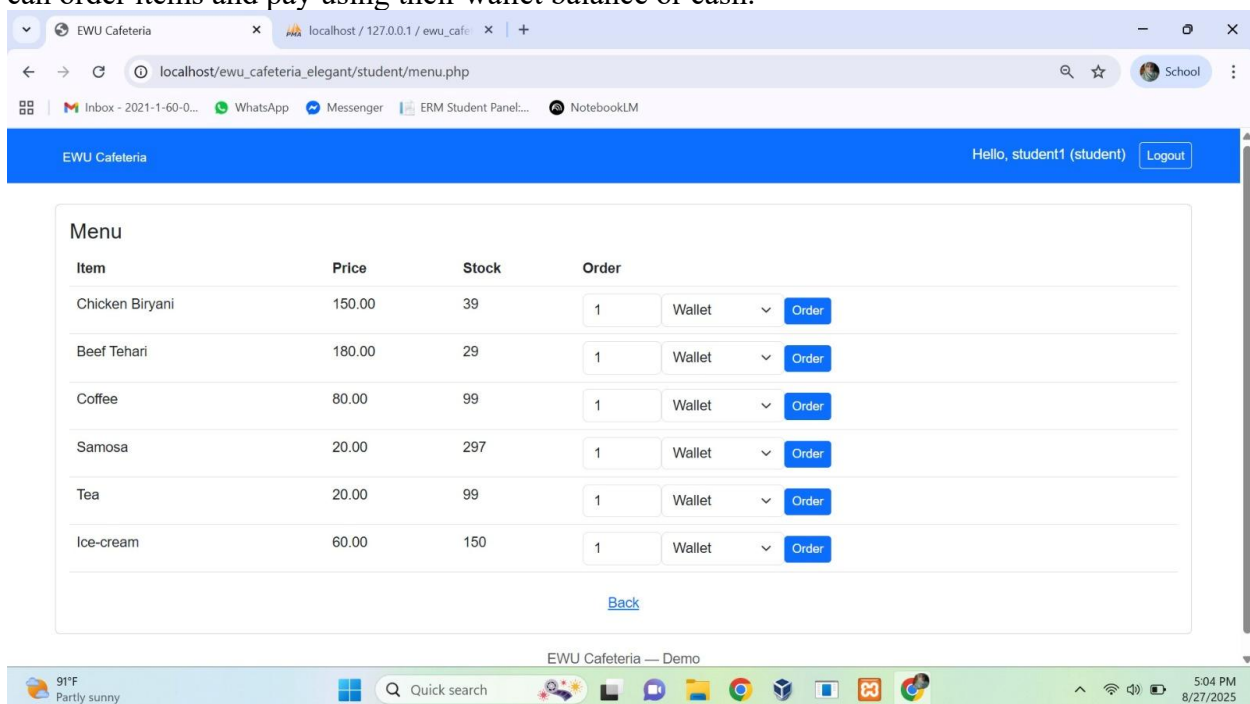 can order items and pay using their wallet balance or cash.
EWU Cafeteria
localhost / 127.0.0.1 / ewu_cafe
localhost/ewu_cafeteria_elegant/student/menu.php
School
Inbox - 2021-1-60-0... WhatsApp Messenger ERM Student Panel:... NotebookLM
EWU Cafeteria Hello, student1 (student) Logout
Menu
Item Price Stock Order
Chicken Biryani 150.00 39 1 Wallet Order
Beef Tehari 180.00 29 1 Wallet Order
Coffee 80.00 99 1 Wallet Order
Samosa 20.00 297 1 Wallet Order
Tea 20.00 99 1 Wallet Order
Ice-cream 60.00 150 1 Wallet Order
Back
EWU Cafeteria — Demo
91°F
Partly sunny
Quick search
5:04 PM
8/27/2025